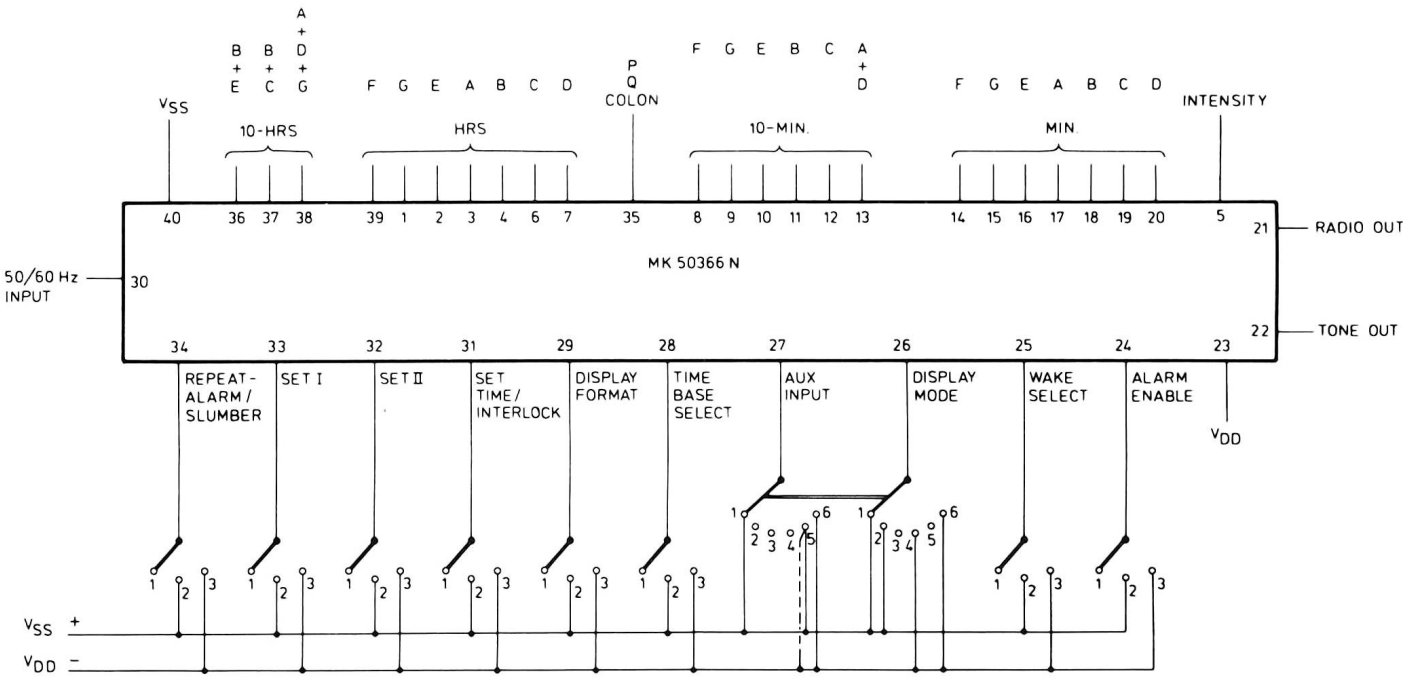 A
+
B B D
+ + +
E C G
VSS
10-HRS
F G E A B C D
HRS
P
Q
COLON
F G E B C A
+
D
10-MIN.
F G E A B C D
MIN.
INTENSITY
40 36 37 38 39 1 2 3 4 6 7 35 8 9 10 11 12 13 14 15 16 17 18 19 20 5
21 RADIO OUT
MK 50366 N
50/60 Hz
INPUT
30
22 TONE OUT
34 33 32 31 29 28 27 26 25 24 23
REPEAT-
ALARM/
SLUMBER
SET I
SET II
SET
TIME/
INTERLOCK
DISPLAY
FORMAT
TIME
BASE
SELECT
AUX
INPUT
DISPLAY
MODE
WAKE
SELECT
ALARM
ENABLE
VDD
1 2 3 4 5 6
1 2 3 4 5 6
1 2 3
1 2 3
1 2 3
1 2 3
1 2 3
1 2 3
1 2 3
1 2 3
VSS +
VDD -